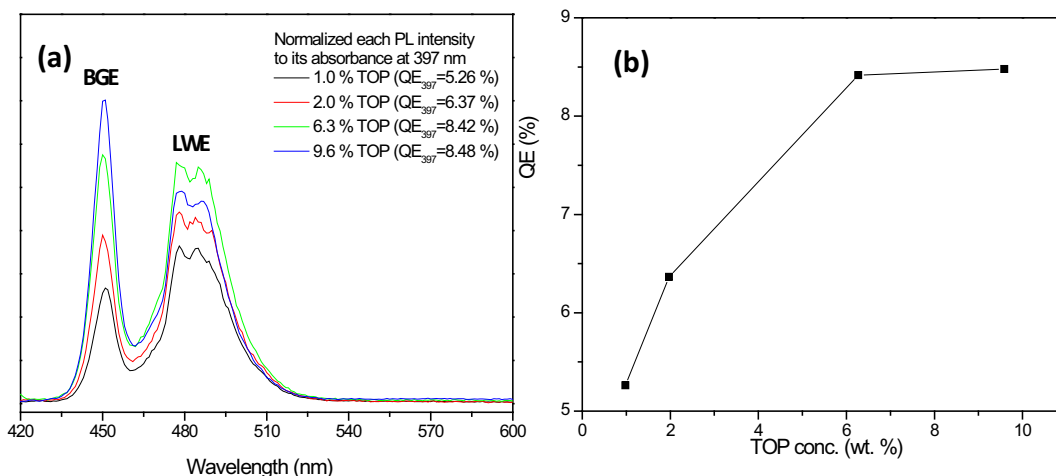 (a)
BGE
LWE
Normalized each PL intensity
to its absorbance at 397 nm
1.0 % TOP (QE397=5.26 %)
2.0 % TOP (QE397=6.37 %)
6.3 % TOP (QE397=8.42 %)
9.6 % TOP (QE397=8.48 %)
420 450 480 510 540 570 600
Wavelength (nm)
(b)
QE (%)
9
8
7
6
5
0 2 4 6 8 10
TOP conc. (wt. %)